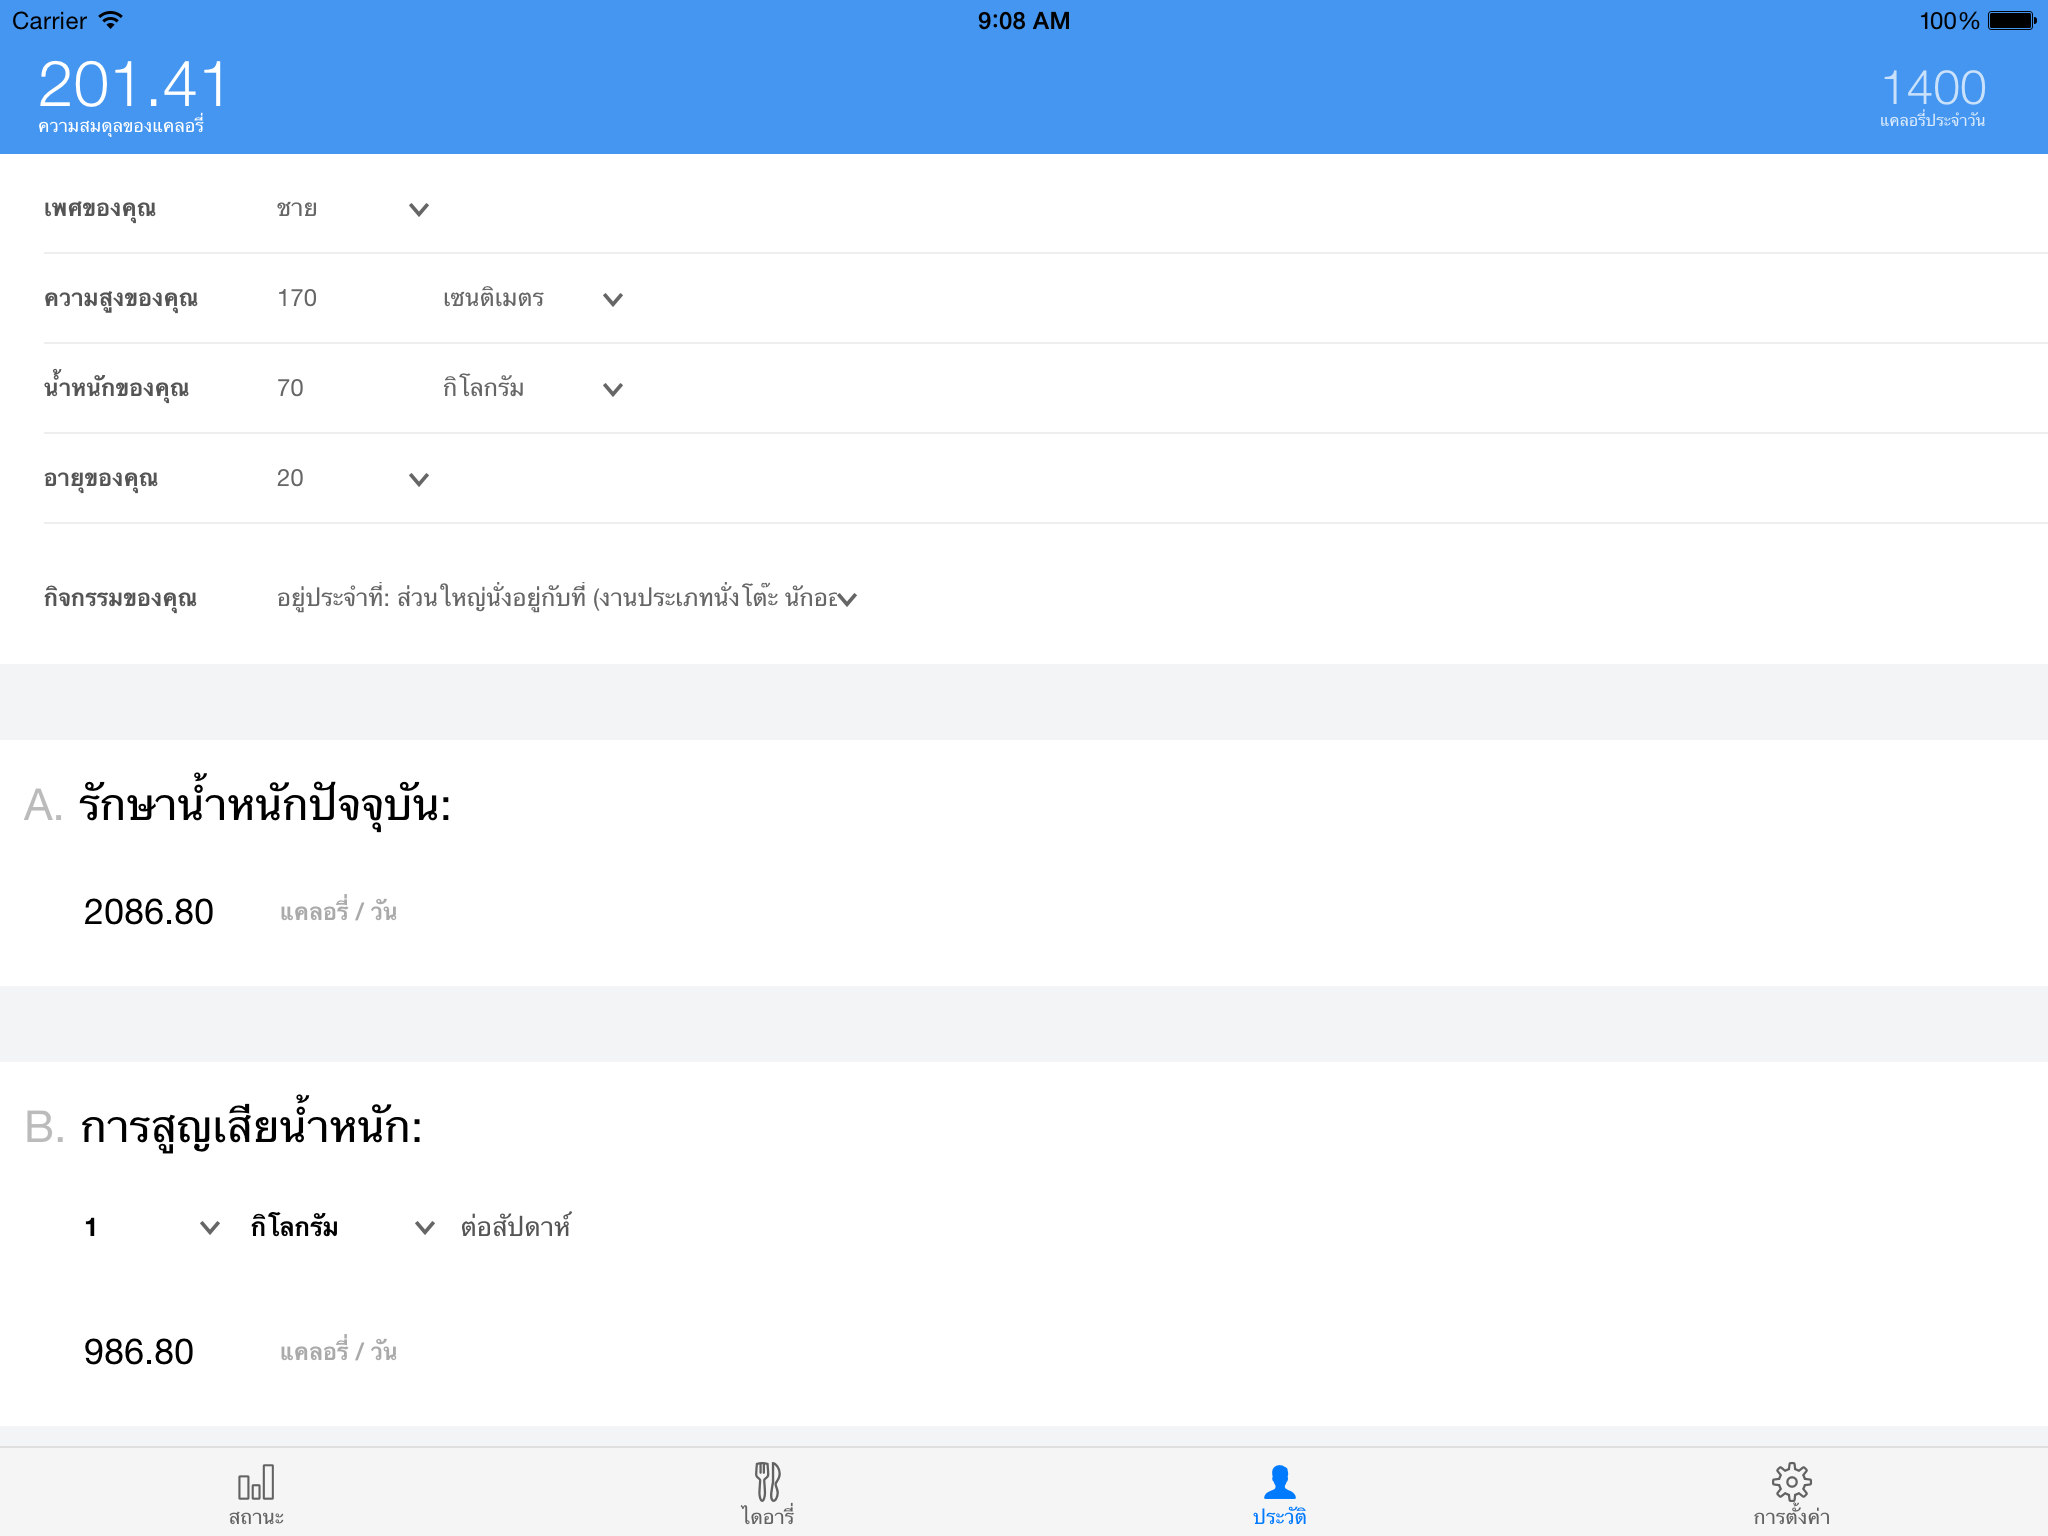 Carrier 9:08 AM 100%
201.41 1400
ความสมดุลของแคลอรี่ แคลอรี่ประจำวัน
เพศของคุณ ชาย
ความสูงของคุณ 170 เซนติเมตร
น้ำหนักของคุณ 70 กิโลกรัม
อายุของคุณ 20
กิจกรรมของคุณ อยู่ประจำที่: ส่วนใหญ่นั่งอยู่กับที่ (งานประเภทนั่งโต๊ะ นักออ
A. รักษาน้ำหนักปัจจุบัน:
2086.80 แคลอรี่ / วัน
B. การสูญเสียน้ำหนัก:
1 กิโลกรัม ต่อสัปดาห์
986.80 แคลอรี่ / วัน
สถานะ ไดอารี่ ประวัติ การตั้งค่า